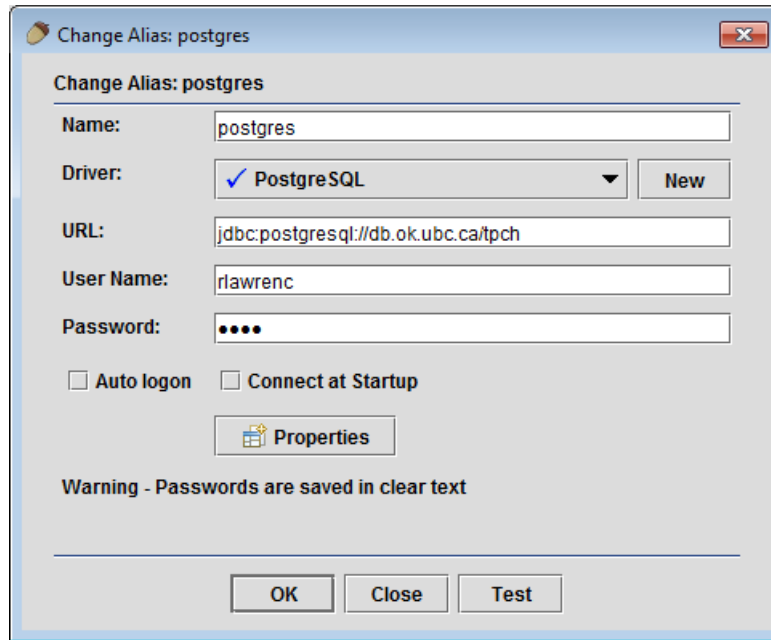 Change Alias: postgres
Change Alias: postgres
Name: postgres
Driver: PostgreSQL New
URL: jdbc:postgresql://db.ok.ubc.ca/tpch
User Name: rlawrenc
Password: ••••
Auto logon Connect at Startup
Properties
Warning - Passwords are saved in clear text
OK Close Test